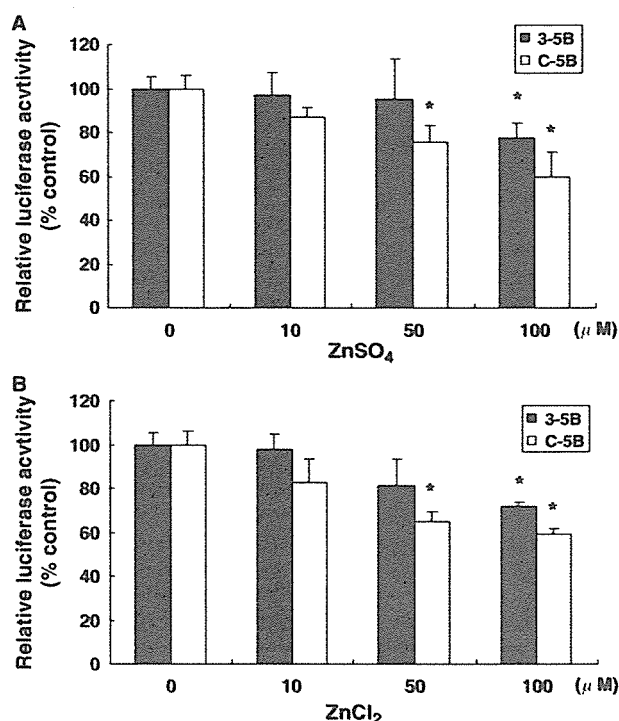 A
Relative luciferase acvtivity
(% control)
120
100
80
60
40
20
0
3-5B
C-5B
*
*
*
0 10 50 100 (μ M)
ZnSO4
B
Relative luciferase acvtivity
(% control)
120
100
80
60
40
20
0
3-5B
C-5B
*
*
*
0 10 50 100 (μ M)
ZnCl2